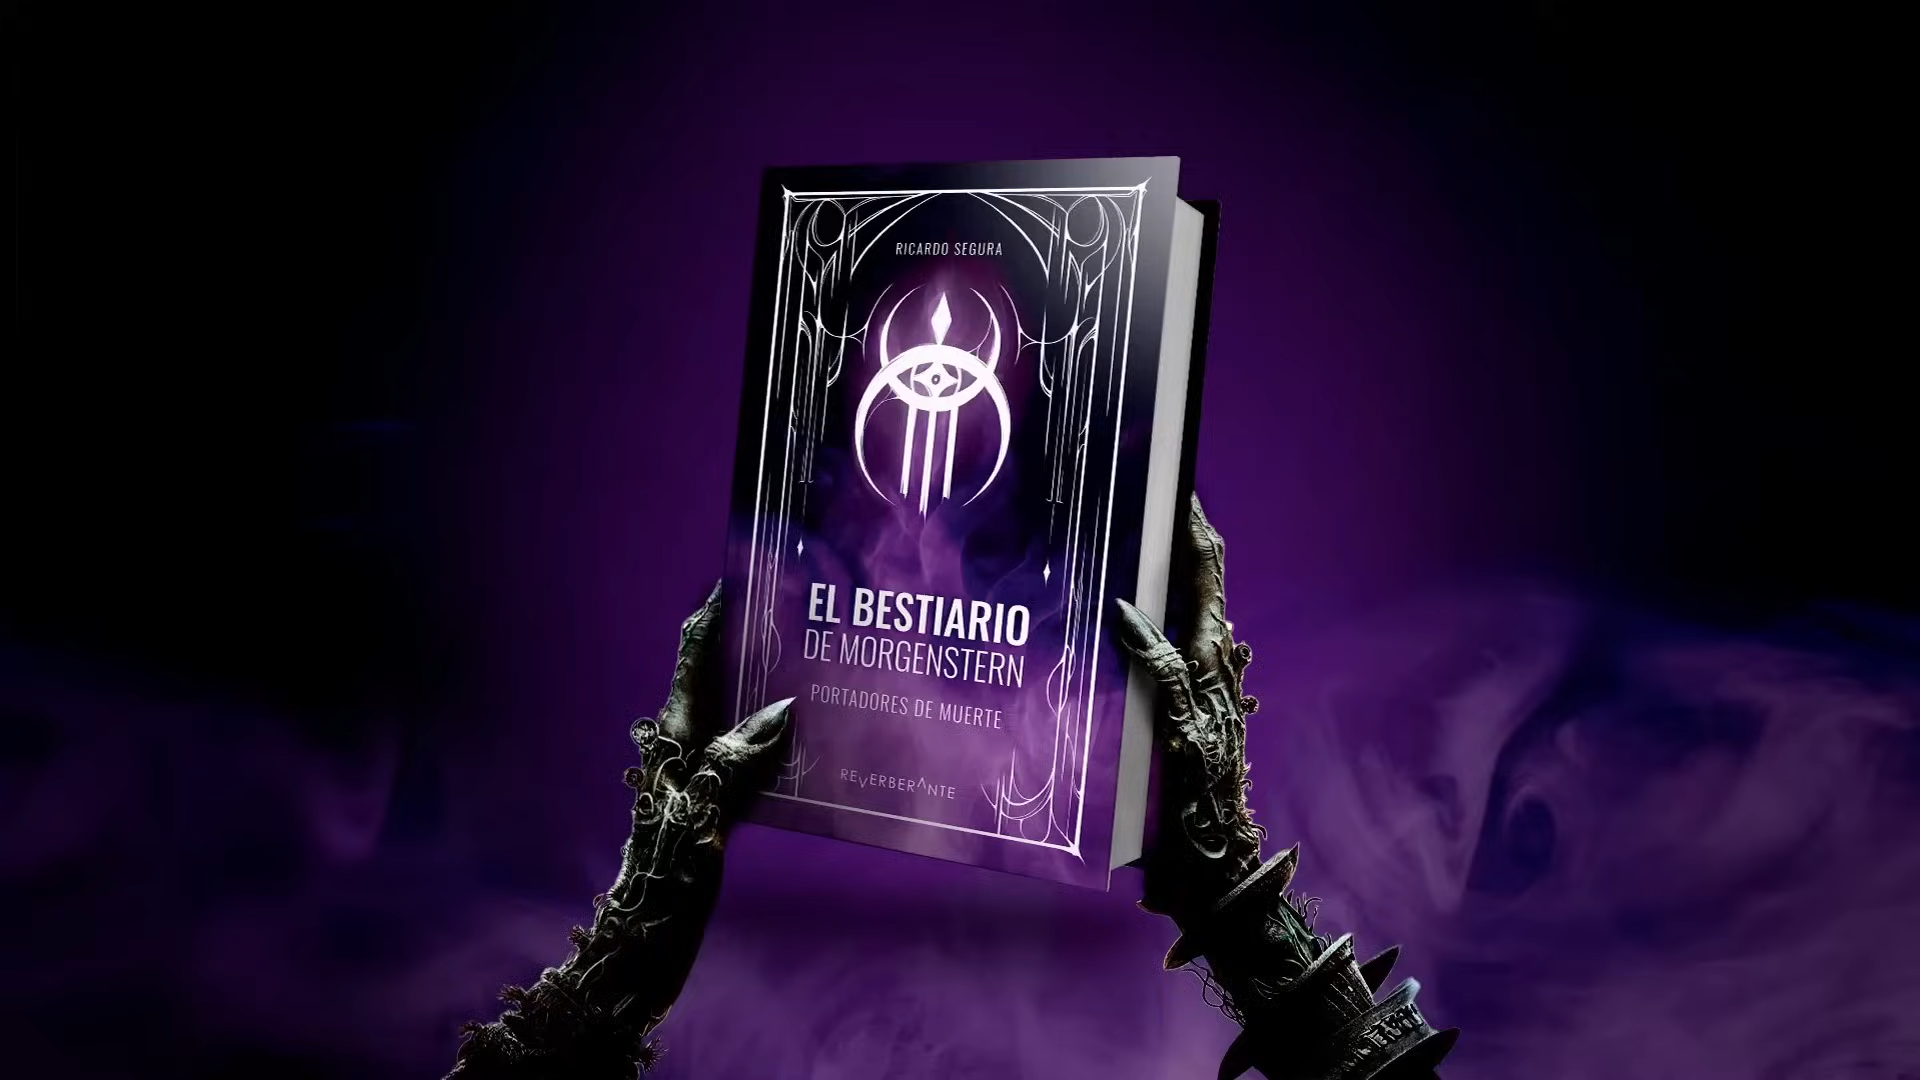 RICARDO SEGURA
EL BESTIARIO
DE MORGENSTERN
PORTADORES DE MUERTE
REVERBERANTE